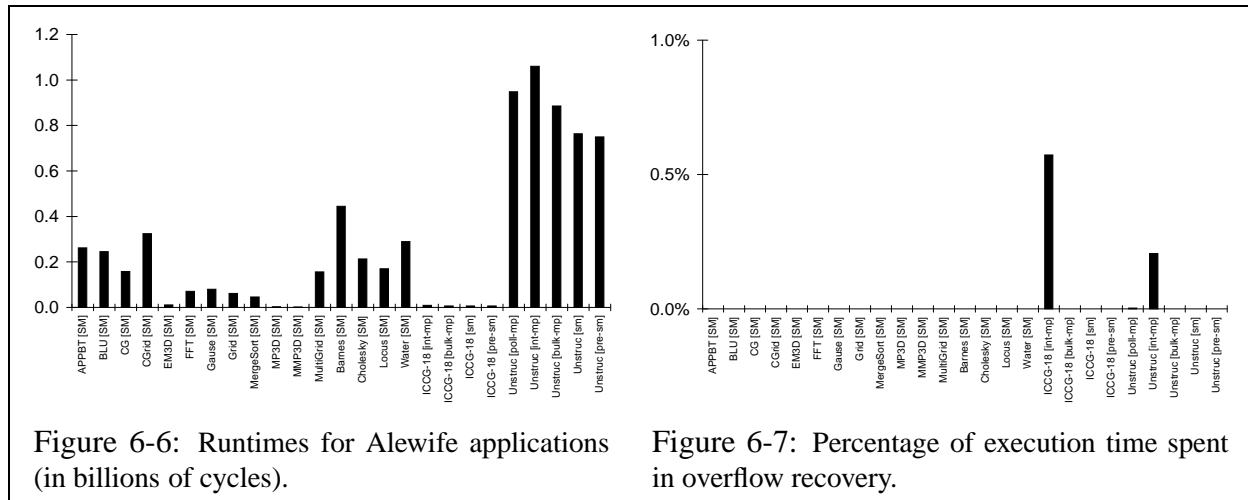 1.2
1.0
0.8
0.6
0.4
0.2
0.0
APPBT [SM]
BLU [SM]
CG [SM]
CGrid [SM]
EM3D [SM]
FFT [SM]
Gause [SM]
Grid [SM]
MergeSort [SM]
MP3D [SM]
MMP3D [SM]
MultiGrid [SM]
Barnes [SM]
Cholesky [SM]
Locus [SM]
Water [SM]
ICCG-18 [int-mp]
ICCG-18 [bulk-mp]
ICCG-18 [sm]
ICCG-18 [pre-sm]
Unstruc [poll-mp]
Unstruc [int-mp]
Unstruc [bulk-mp]
Unstruc [sm]
Unstruc [pre-sm]
Figure 6-6: Runtimes for Alewife applications
(in billions of cycles).
1.0%
0.5%
0.0%
APPBT [SM]
BLU [SM]
CG [SM]
CGrid [SM]
EM3D [SM]
FFT [SM]
Gause [SM]
Grid [SM]
MergeSort [SM]
MP3D [SM]
MMP3D [SM]
MultiGrid [SM]
Barnes [SM]
Cholesky [SM]
Locus [SM]
Water [SM]
ICCG-18 [int-mp]
ICCG-18 [bulk-mp]
ICCG-18 [sm]
ICCG-18 [pre-sm]
Unstruc [poll-mp]
Unstruc [int-mp]
Unstruc [bulk-mp]
Unstruc [sm]
Unstruc [pre-sm]
Figure 6-7: Percentage of execution time spent
in overflow recovery.